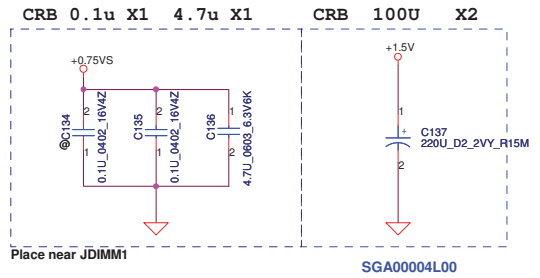 CRB 0.1u X1 4.7u X1
CRB 100U X2
+0.75VS
+1.5V
2
@C134
1
0.1U_0402_16V4Z
2
C135
1
0.1U_0402_16V4Z
1
C136
2
4.7U_0603_6.3V6K
1
+
C137
220U_D2_2VY_R15M
2
Place near JDIMM1
SGA00004L00